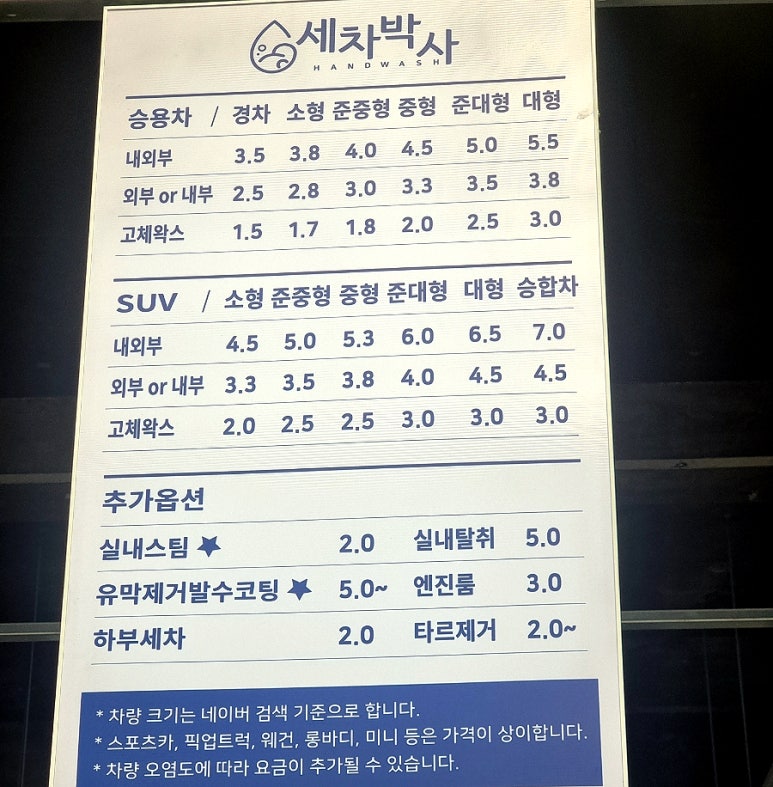 세차박사
HANDWASH
승용차 / 경차 소형 준중형 중형 준대형 대형
내외부 3.5 3.8 4.0 4.5 5.0 5.5
외부 or 내부 2.5 2.8 3.0 3.3 3.5 3.8
고체왁스 1.5 1.7 1.8 2.0 2.5 3.0
SUV / 소형 준중형 중형 준대형 대형 승합차
내외부 4.5 5.0 5.3 6.0 6.5 7.0
외부 or 내부 3.3 3.5 3.8 4.0 4.5 4.5
고체왁스 2.0 2.5 2.5 3.0 3.0 3.0
추가옵션
실내스팀 ★ 2.0 실내탈취 5.0
유막제거발수코팅 ★ 5.0~ 엔진룸 3.0
하부세차 2.0 타르제거 2.0~
* 차량 크기는 네이버 검색 기준으로 합니다.
* 스포츠카, 픽업트럭, 웨건, 롱바디, 미니 등은 가격이 상이합니다.
* 차량 오염도에 따라 요금이 추가될 수 있습니다.